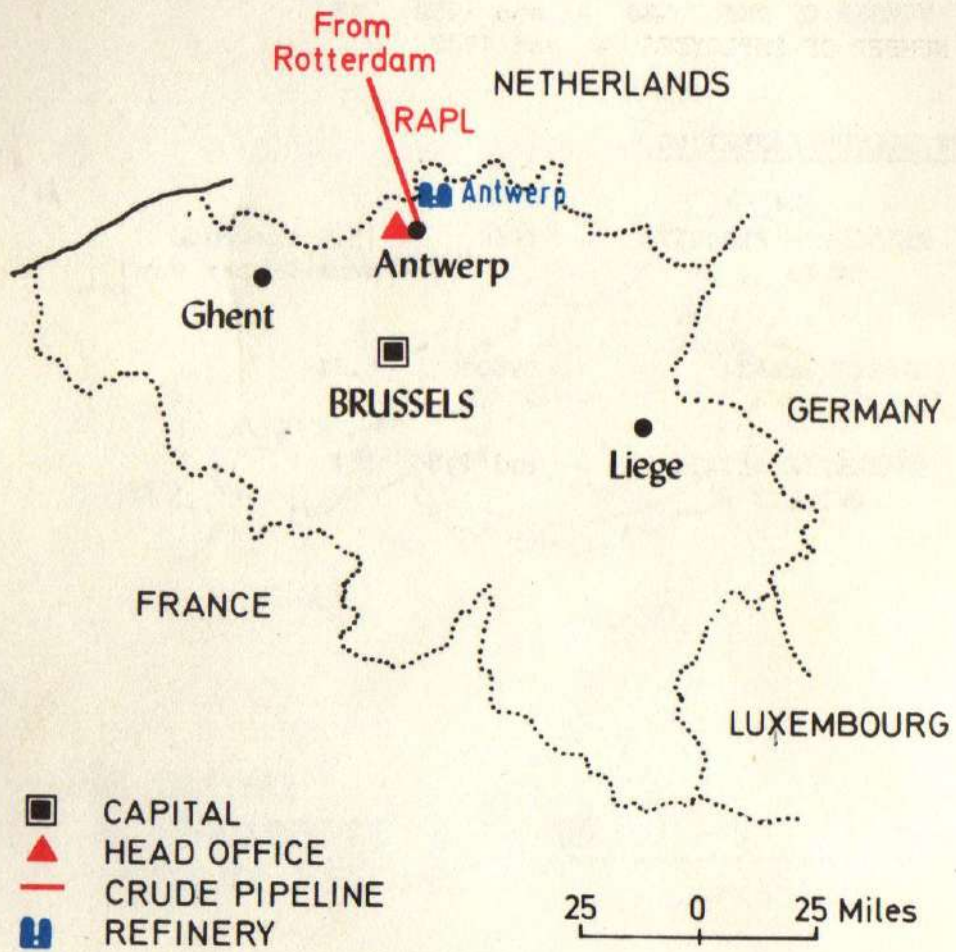 From
Rotterdam
NETHERLANDS
RAPL
Antwerp
Antwerp
Ghent
BRUSSELS
GERMANY
Liege
FRANCE
LUXEMBOURG
CAPITAL
HEAD OFFICE
CRUDE PIPELINE
REFINERY
25 0 25 Miles